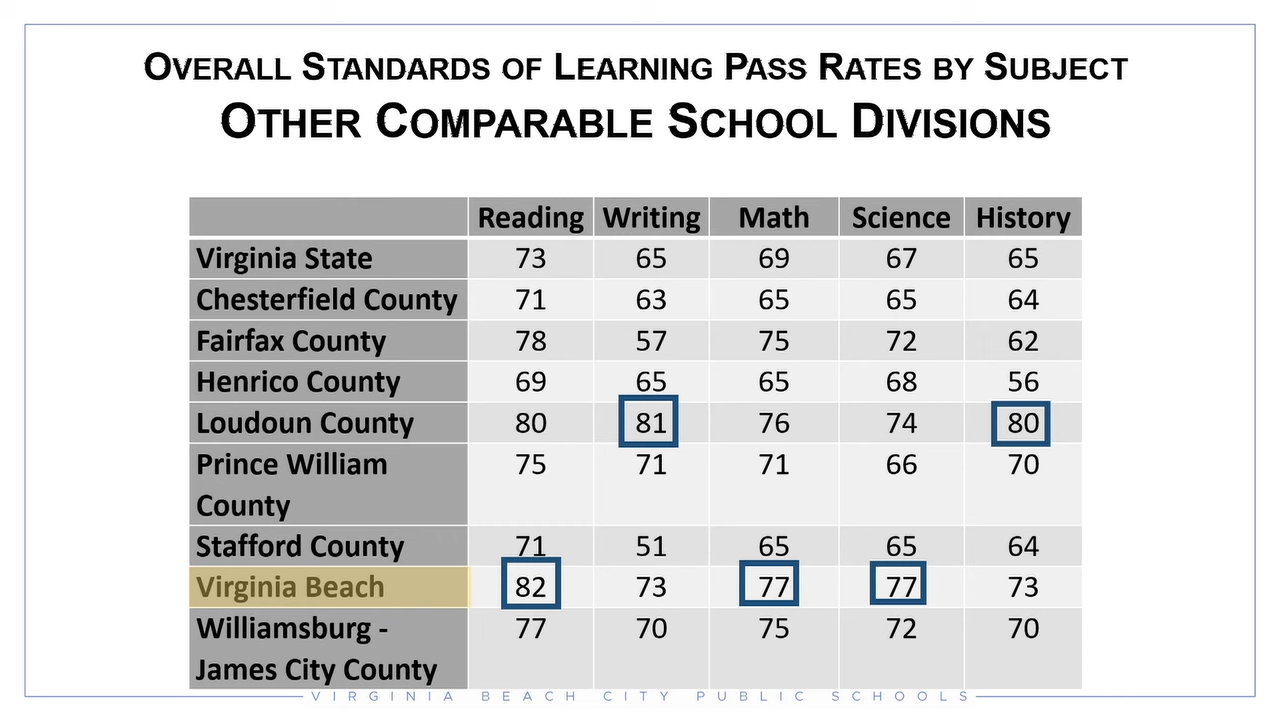 OVERALL STANDARDS OF LEARNING PASS RATES BY SUBJECT
OTHER COMPARABLE SCHOOL DIVISIONS
Reading Writing Math Science History
Virginia State 73 65 69 67 65
Chesterfield County 71 63 65 65 64
Fairfax County 78 57 75 72 62
Henrico County 69 65 65 68 56
Loudoun County 80 81 76 74 80
Prince William 75 71 71 66 70
County
Stafford County 71 51 65 65 64
Virginia Beach 82 73 77 77 73
Williamsburg - 77 70 75 72 70
James City County
VIRGINIA BEACH CITY PUBLIC SCHOOLS